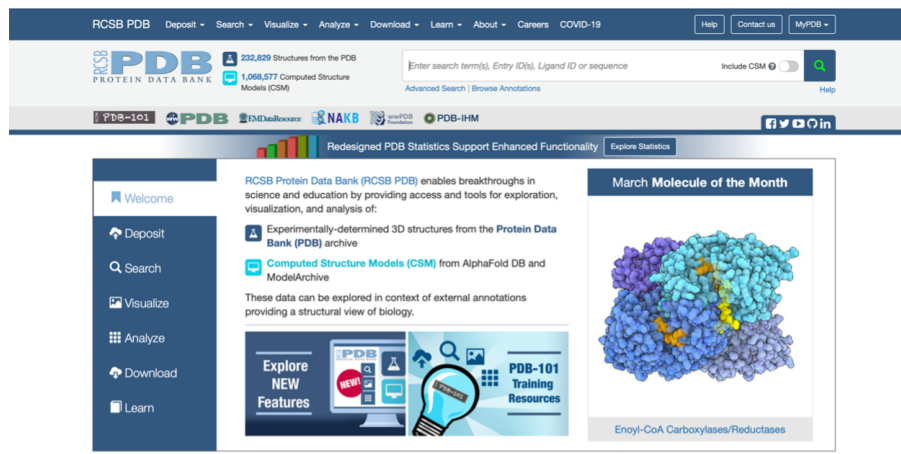 RCSB PDB Deposit Search Visualize Analyze Download Learn About Careers COVID-19 Help Contact us MyPDB
RCSB PDB
PROTEIN DATA BANK
232,829 Structures from the PDB
1,068,577 Computed Structure
Models (CSM)
Enter search term(s), Entry ID(s), Ligand ID or sequence
Include CSM
Advanced Search | Browse Annotations
Help
PDB-101 PDB EMDataResource NAKB wwPDB Foundation PDB-IHM
Redesigned PDB Statistics Support Enhanced Functionality Explore Statistics
Welcome
Deposit
Search
Visualize
Analyze
Download
Learn
RCSB Protein Data Bank (RCSB PDB) enables breakthroughs in
science and education by providing access and tools for exploration,
visualization, and analysis of:
Experimentally-determined 3D structures from the Protein Data
Bank (PDB) archive
Computed Structure Models (CSM) from AlphaFold DB and
ModelArchive
These data can be explored in context of external annotations
providing a structural view of biology.
Explore
NEW
Features
PDB
NEW!
PDB-101
PDB-101
Training
Resources
March Molecule of the Month
Enoyl-CoA Carboxylases/Reductases